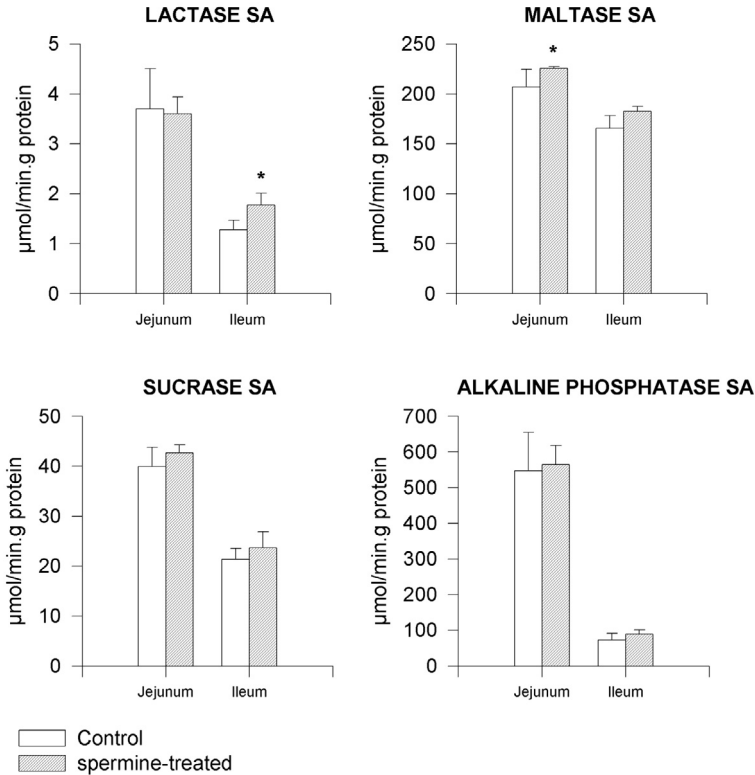 LACTASE SA
µmol/min.g protein
5
4
3
2
1
0
*
Jejunum Ileum
MALTASE SA
µmol/min.g protein
250
200
150
100
50
0
*
Jejunum Ileum
SUCRASE SA
µmol/min.g protein
50
40
30
20
10
0
Jejunum Ileum
ALKALINE PHOSPHATASE SA
µmol/min.g protein
700
600
500
400
300
200
100
0
Jejunum Ileum
Control
spermine-treated